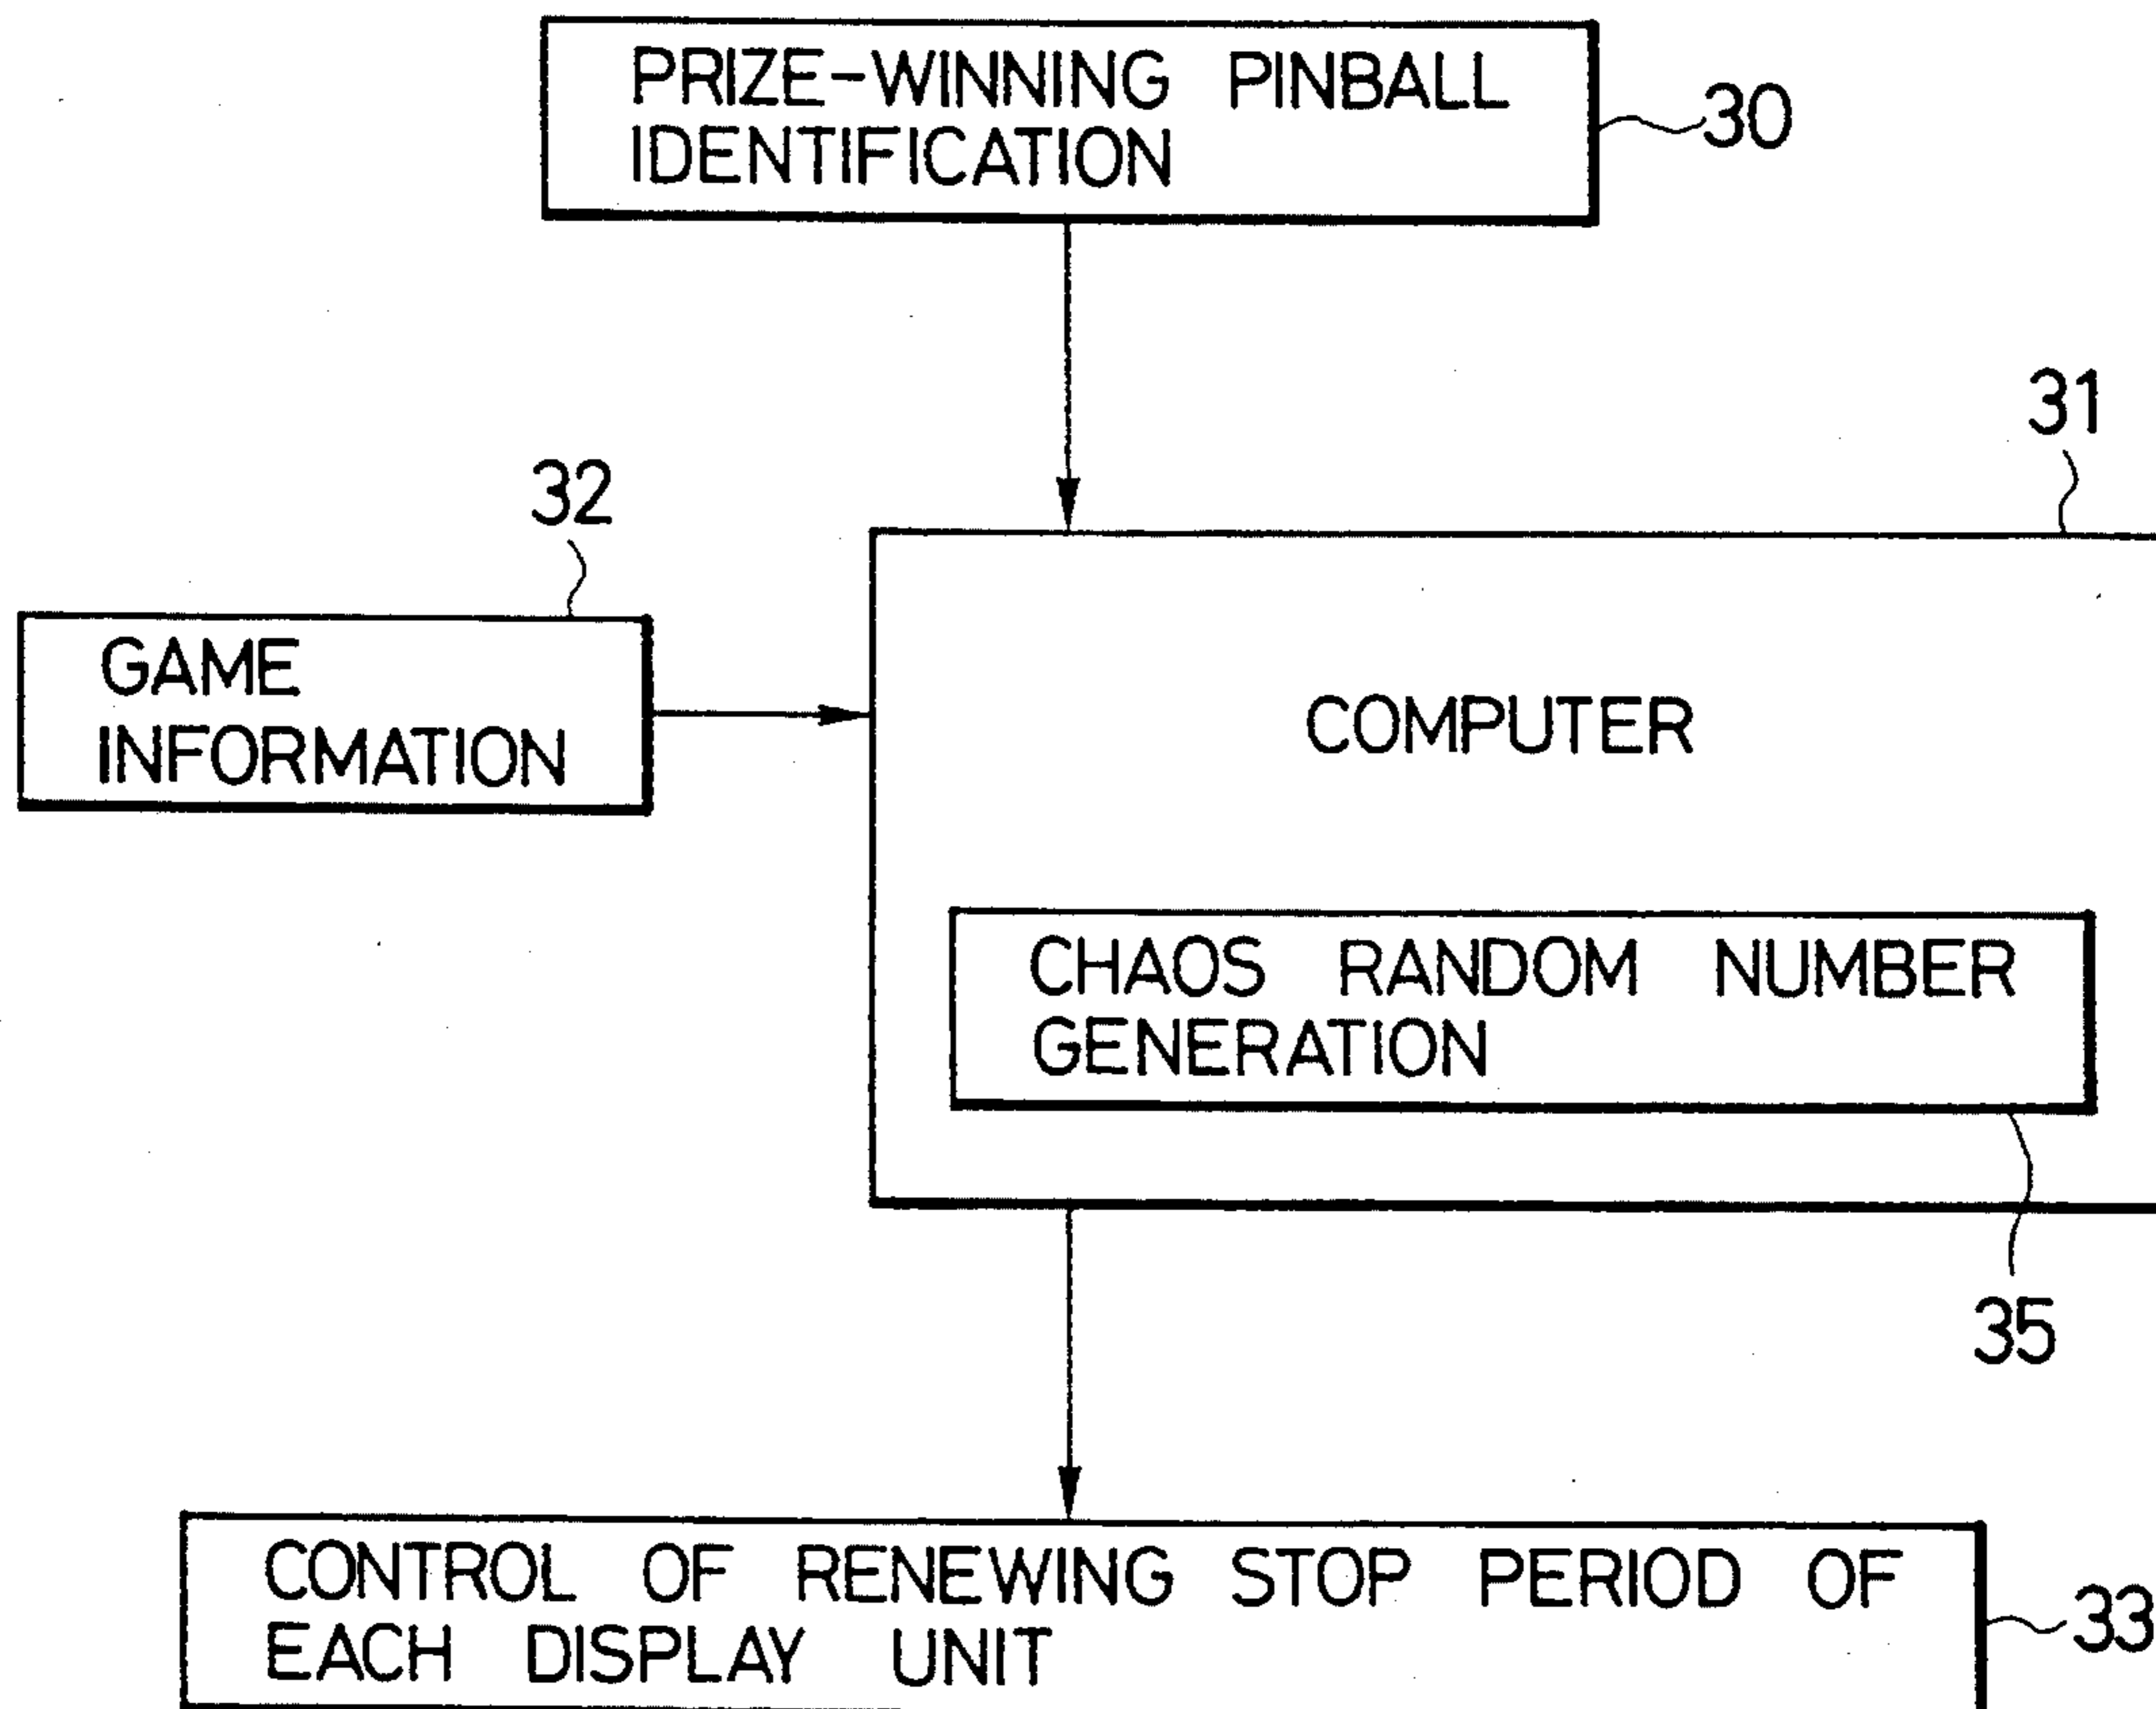 PRIZE-WINNING PINBALL
IDENTIFICATION
30
31
32
GAME
INFORMATION
COMPUTER
CHAOS RANDOM NUMBER
GENERATION
35
CONTROL OF RENEWING STOP PERIOD OF
EACH DISPLAY UNIT
33